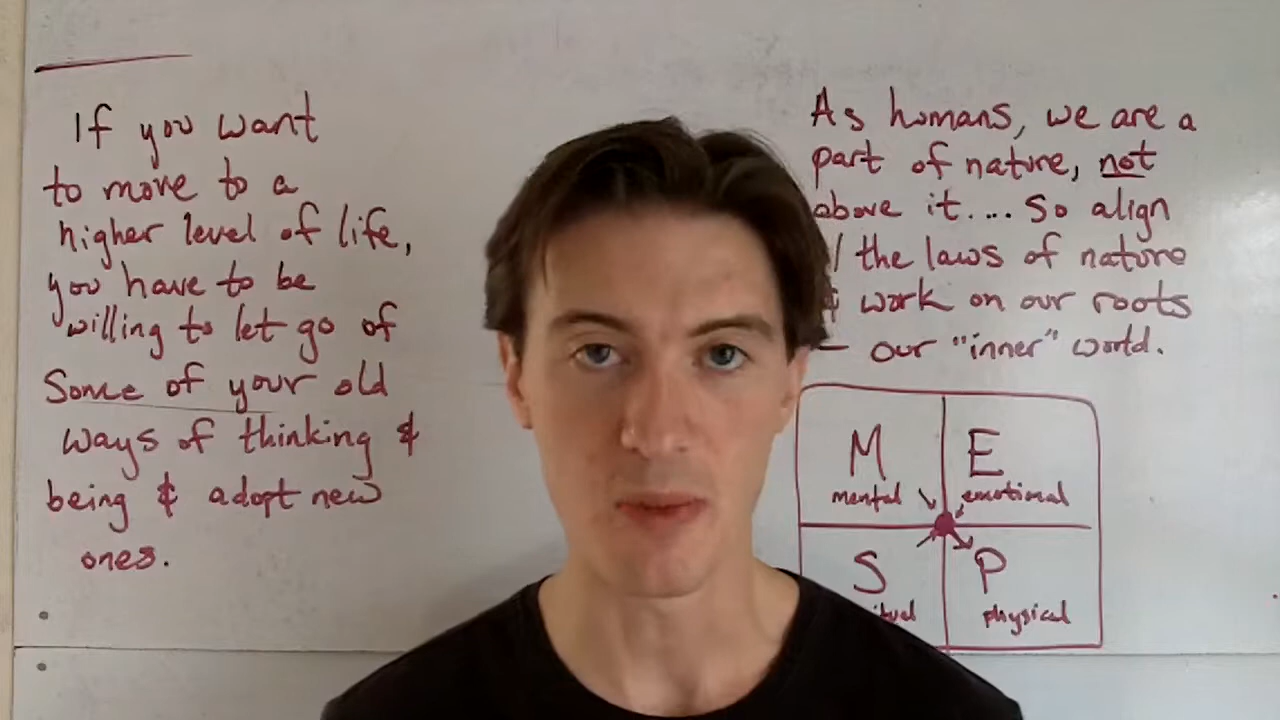 If you want
to move to a
higher level of life,
you have to be
willing to let go of
Some of your old
ways of thinking &
being & adopt new
ones.
As humans, we are a
part of nature, not
above it.... So align
the laws of nature
& work on our roots
– our "inner" world.
M
mental
E
emotional
S
P
physical